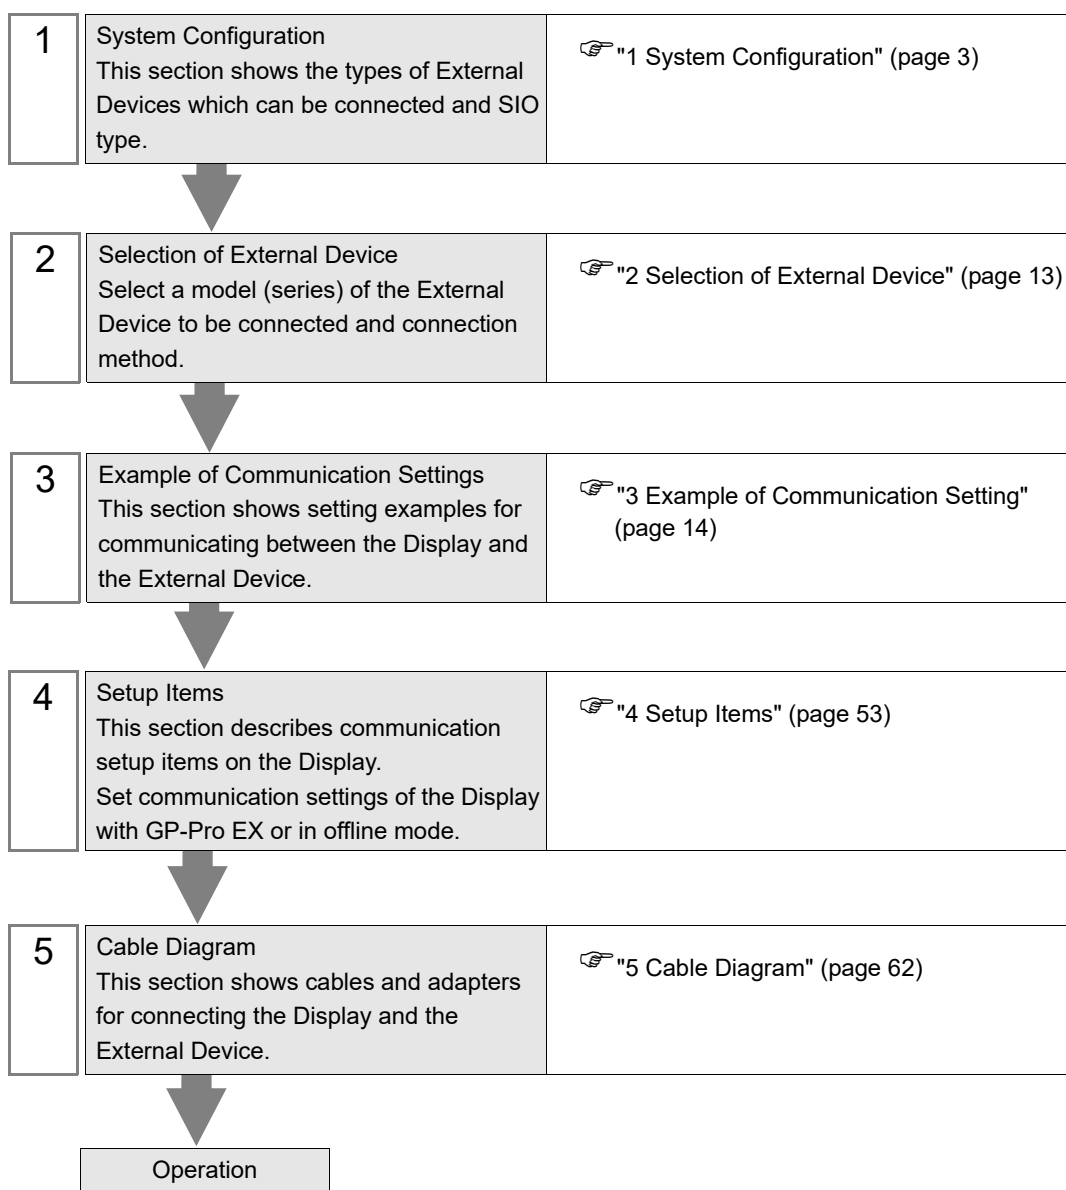 1
System Configuration
This section shows the types of External
Devices which can be connected and SIO
type.
"1 System Configuration" (page 3)
2
Selection of External Device
Select a model (series) of the External
Device to be connected and connection
method.
"2 Selection of External Device" (page 13)
3
Example of Communication Settings
This section shows setting examples for
communicating between the Display and
the External Device.
"3 Example of Communication Setting"
(page 14)
4
Setup Items
This section describes communication
setup items on the Display.
Set communication settings of the Display
with GP-Pro EX or in offline mode.
"4 Setup Items" (page 53)
5
Cable Diagram
This section shows cables and adapters
for connecting the Display and the
External Device.
"5 Cable Diagram" (page 62)
Operation